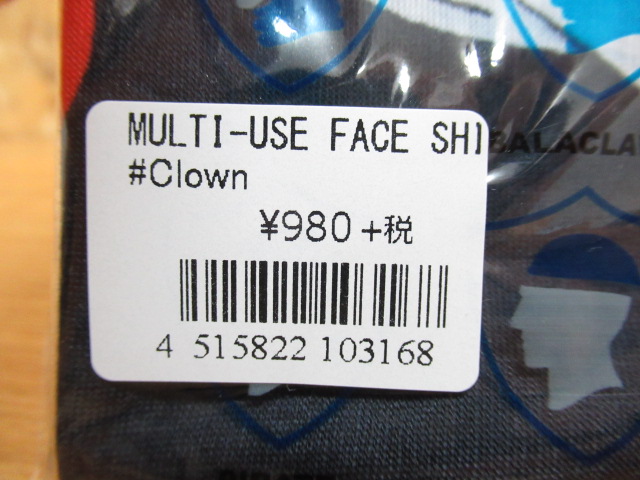 MULTI-USE FACE SHI
#Clown
¥980+税
4 515822 103168
BALACLA